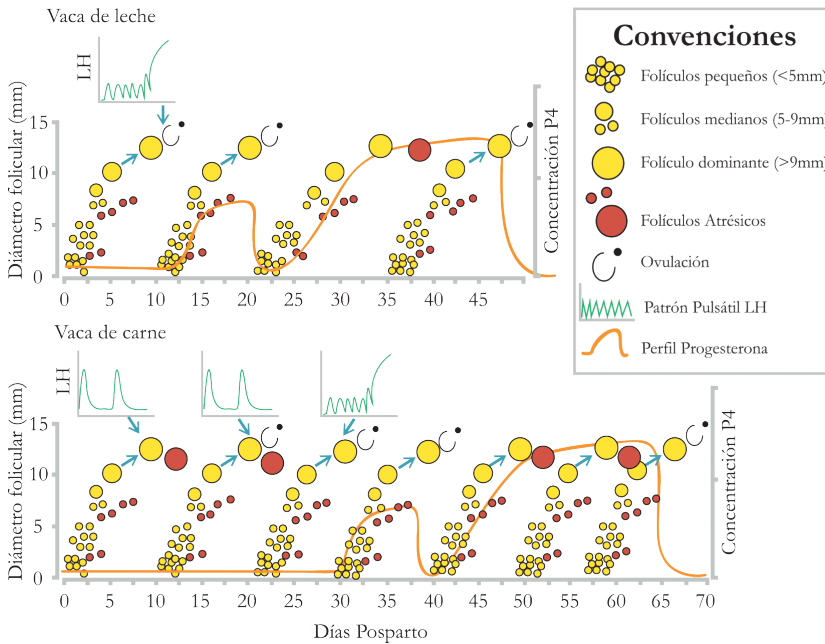 Vaca de leche
LH
Diámetro folicular (mm)
15
10
5
0
0 5 10 15 20 25 30 35 40 45
Concentración P4
Convenciones
Folículos pequeños (<5mm)
Folículos medianos (5-9mm)
Folículo dominante (>9mm)
Folículos Atrésicos
Ovulación
Patrón Pulsátil LH
Perfil Progesterona
Vaca de carne
LH
Diámetro folicular (mm)
15
10
5
0
0 5 10 15 20 25 30 35 40 45 50 55 60 65 70
Concentración P4
Días Posparto